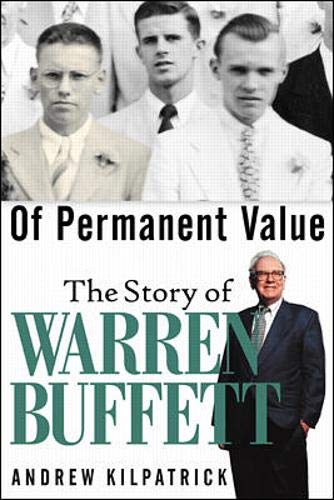 Of Permanent Value
The Story of
WARREN
BUFFETT
ANDREW KILPATRICK